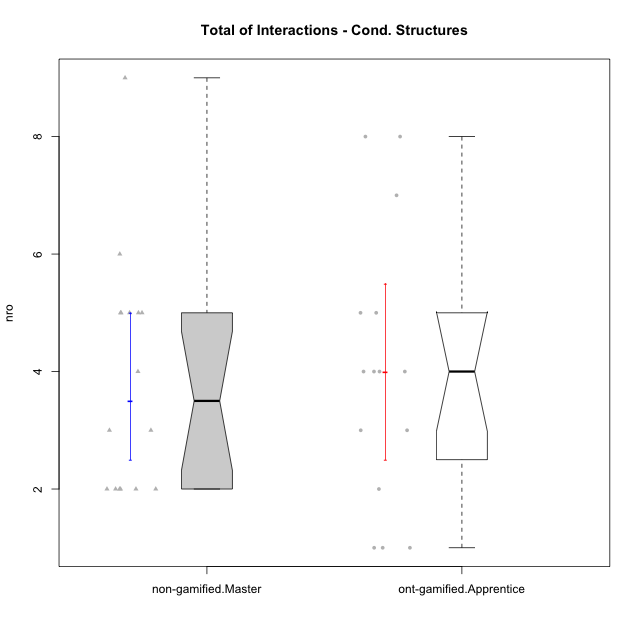 Total of Interactions - Cond. Structures
nro
8
6
4
2
non-gamified.Master
ont-gamified.Apprentice